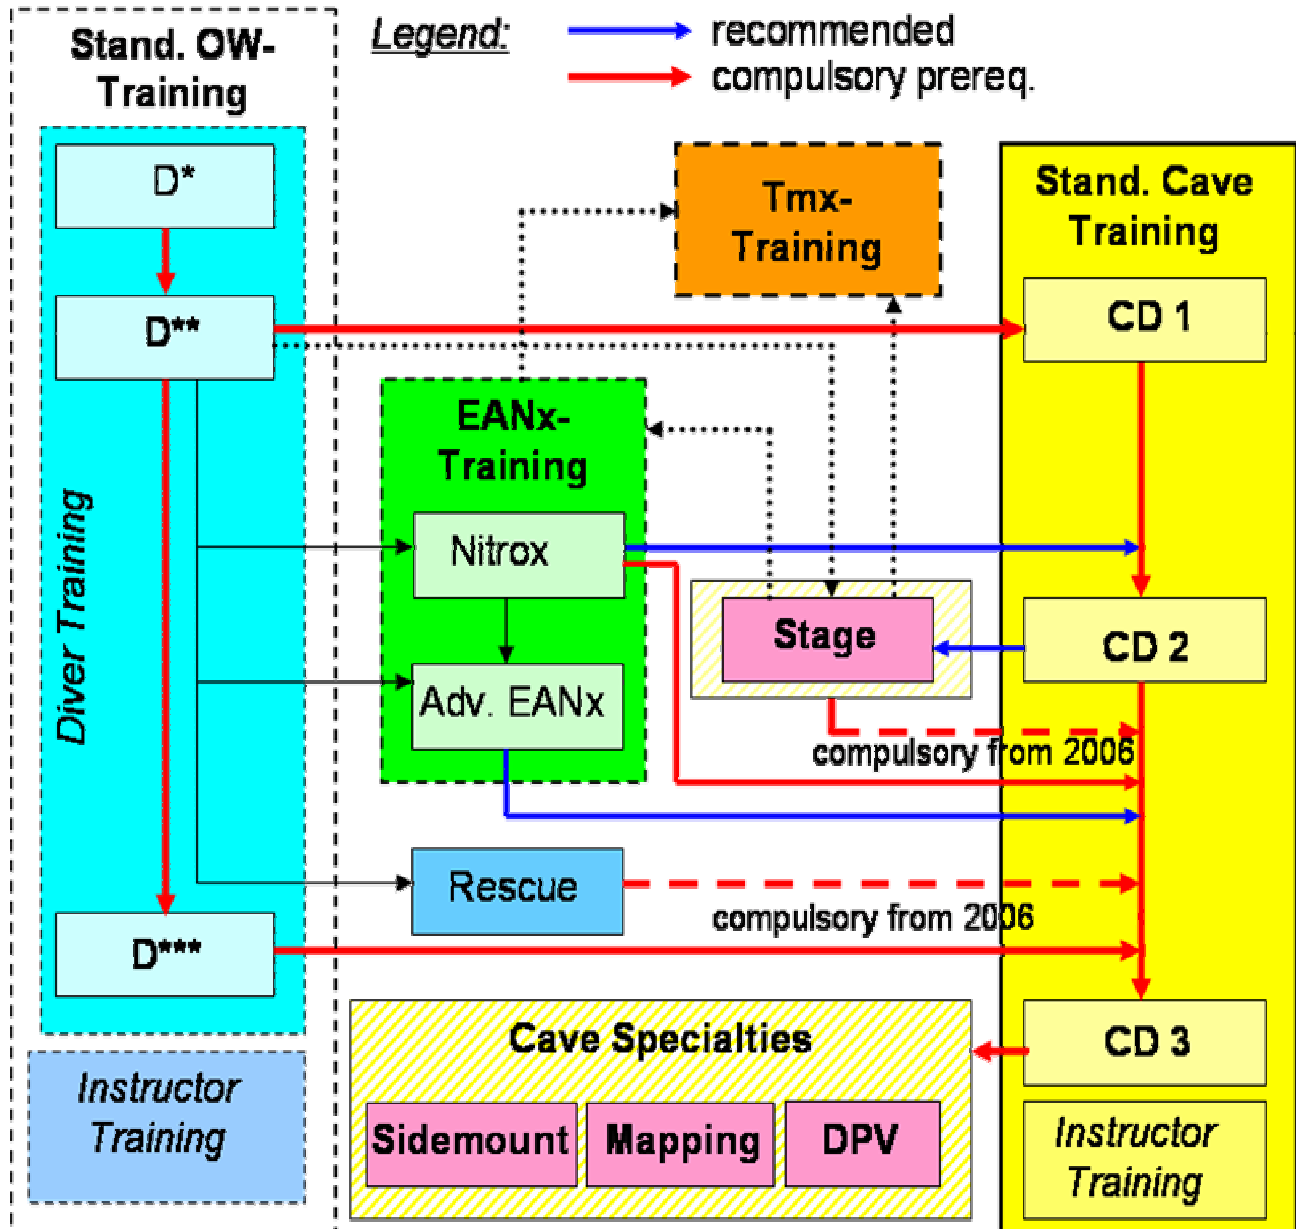 Stand. OW-
Training
Legend:
recommended
compulsory prereq.
D*
D**
Diver Training
D***
Instructor
Training
Tmx-
Training
EANx-
Training
Nitrox
Adv. EANx
Stage
compulsory from 2006
Rescue
compulsory from 2006
Stand. Cave
Training
CD 1
CD 2
CD 3
Instructor
Training
Cave Specialties
Sidemount
Mapping
DPV